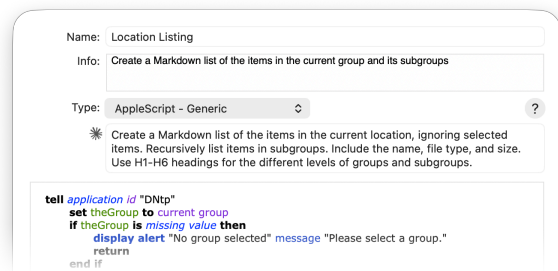 Name: Location Listing
Info: Create a Markdown list of the items in the current group and its subgroups
Type: AppleScript - Generic ?
Create a Markdown list of the items in the current location, ignoring selected
items. Recursively list items in subgroups. Include the name, file type, and size.
Use H1-H6 headings for the different levels of groups and subgroups.
tell application id "DNtp"
set theGroup to current group
if theGroup is missing value then
display alert "No group selected" message "Please select a group."
return
end if